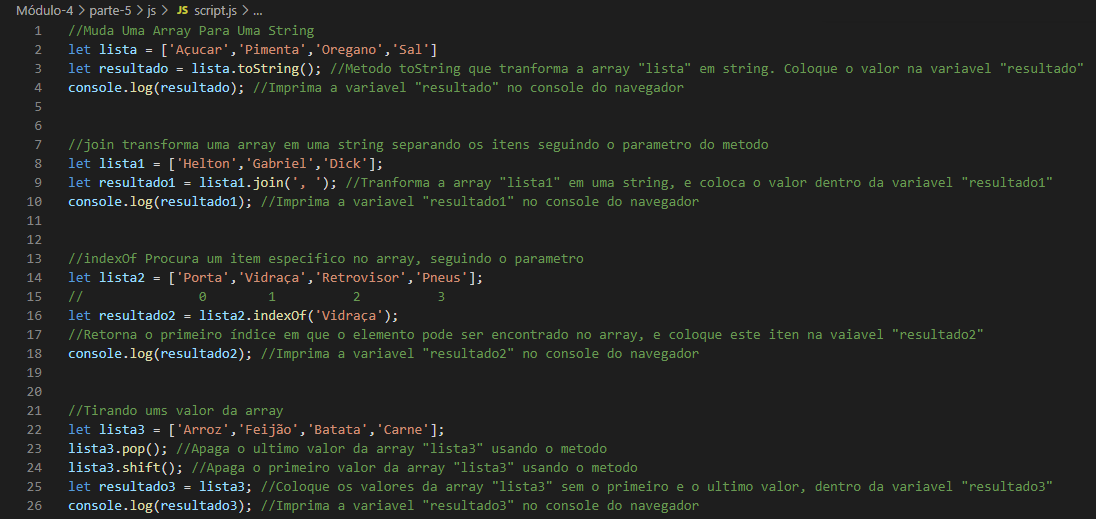 Módulo-4 > parte-5 > js > JS script.js > ...
1 //Muda Uma Array Para Uma String
2 let lista = ['Açucar','Pimenta','Oregano','Sal']
3 let resultado = lista.toString(); //Metodo toString que tranforma a array "lista" em string. Coloque o valor na variavel "resultado"
4 console.log(resultado); //Imprima a variavel "resultado" no console do navegador
5
6
7 //join transforma uma array em uma string separando os itens seguindo o parametro do metodo
8 let lista1 = ['Helton','Gabriel','Dick'];
9 let resultado1 = lista1.join(', '); //Tranforma a array "lista1" em uma string, e coloca o valor dentro da variavel "resultado1"
10 console.log(resultado1); //Imprima a variavel "resultado1" no console do navegador
11
12
13 //indexOf Procura um item especifico no array, seguindo o parametro
14 let lista2 = ['Porta','Vidraça','Retrovisor','Pneus'];
15 // 0 1 2 3
16 let resultado2 = lista2.indexOf('Vidraça');
17 //Retorna o primeiro índice em que o elemento pode ser encontrado no array, e coloque este iten na vaiavel "resultado2"
18 console.log(resultado2); //Imprima a variavel "resultado2" no console do navegador
19
20
21 //Tirando ums valor da array
22 let lista3 = ['Arroz','Feijão','Batata','Carne'];
23 lista3.pop(); //Apaga o ultimo valor da array "lista3" usando o metodo
24 lista3.shift(); //Apaga o primeiro valor da array "lista3" usando o metodo
25 let resultado3 = lista3; //Coloque os valores da array "lista3" sem o primeiro e o ultimo valor, dentro da variavel "resultado3"
26 console.log(resultado3); //Imprima a variavel "resultado3" no console do navegador